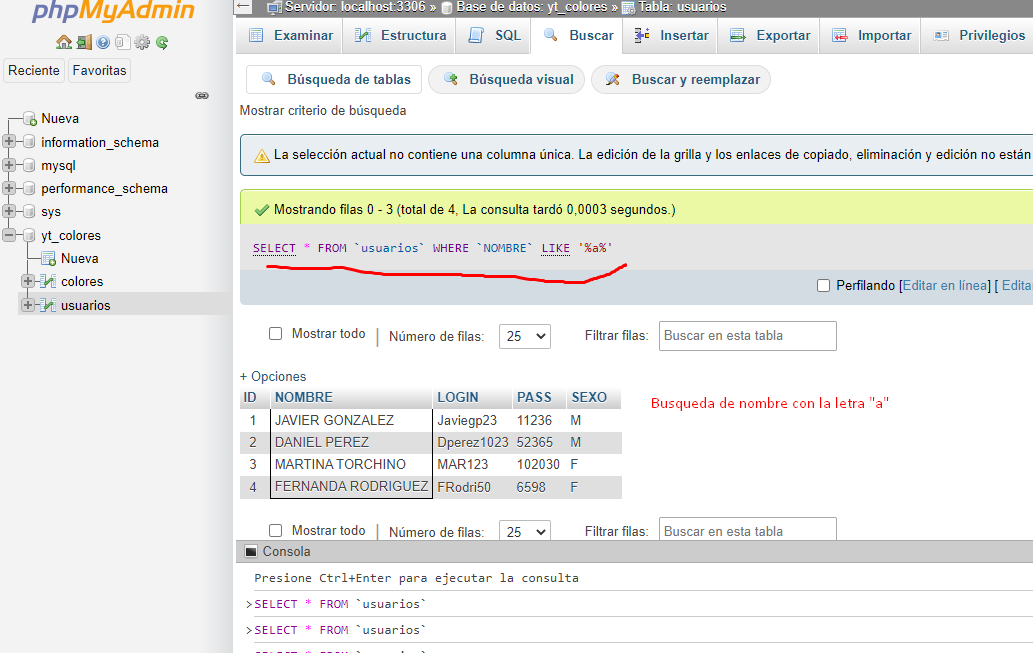 phpMyAdmin
Reciente Favoritas
Nueva
information_schema
mysql
performance_schema
sys
yt_colores
Nueva
colores
usuarios
Servidor: localhost:3306 » Base de datos: yt_colores » Tabla: usuarios
Examinar Estructura SQL Buscar Insertar Exportar Importar Privilegios
Búsqueda de tablas Búsqueda visual Buscar y reemplazar
Mostrar criterio de búsqueda
La selección actual no contiene una columna única. La edición de la grilla y los enlaces de copiado, eliminación y edición no están
Mostrando filas 0 - 3 (total de 4, La consulta tardó 0,0003 segundos.)
SELECT * FROM `usuarios` WHERE `NOMBRE` LIKE '%a%'
Perfilando [Editar en línea] [ Edita
Mostrar todo | Número de filas: 25 Filtrar filas: Buscar en esta tabla
+ Opciones
ID NOMBRE LOGIN PASS SEXO
1 JAVIER GONZALEZ Javiegp23 11236 M
2 DANIEL PEREZ Dperez1023 52365 M
3 MARTINA TORCHINO MAR123 102030 F
4 FERNANDA RODRIGUEZ FRodri50 6598 F
Busqueda de nombre con la letra "a"
Mostrar todo | Número de filas: 25 Filtrar filas: Buscar en esta tabla
Consola
Presione Ctrl+Enter para ejecutar la consulta
>SELECT * FROM `usuarios`
>SELECT * FROM `usuarios`